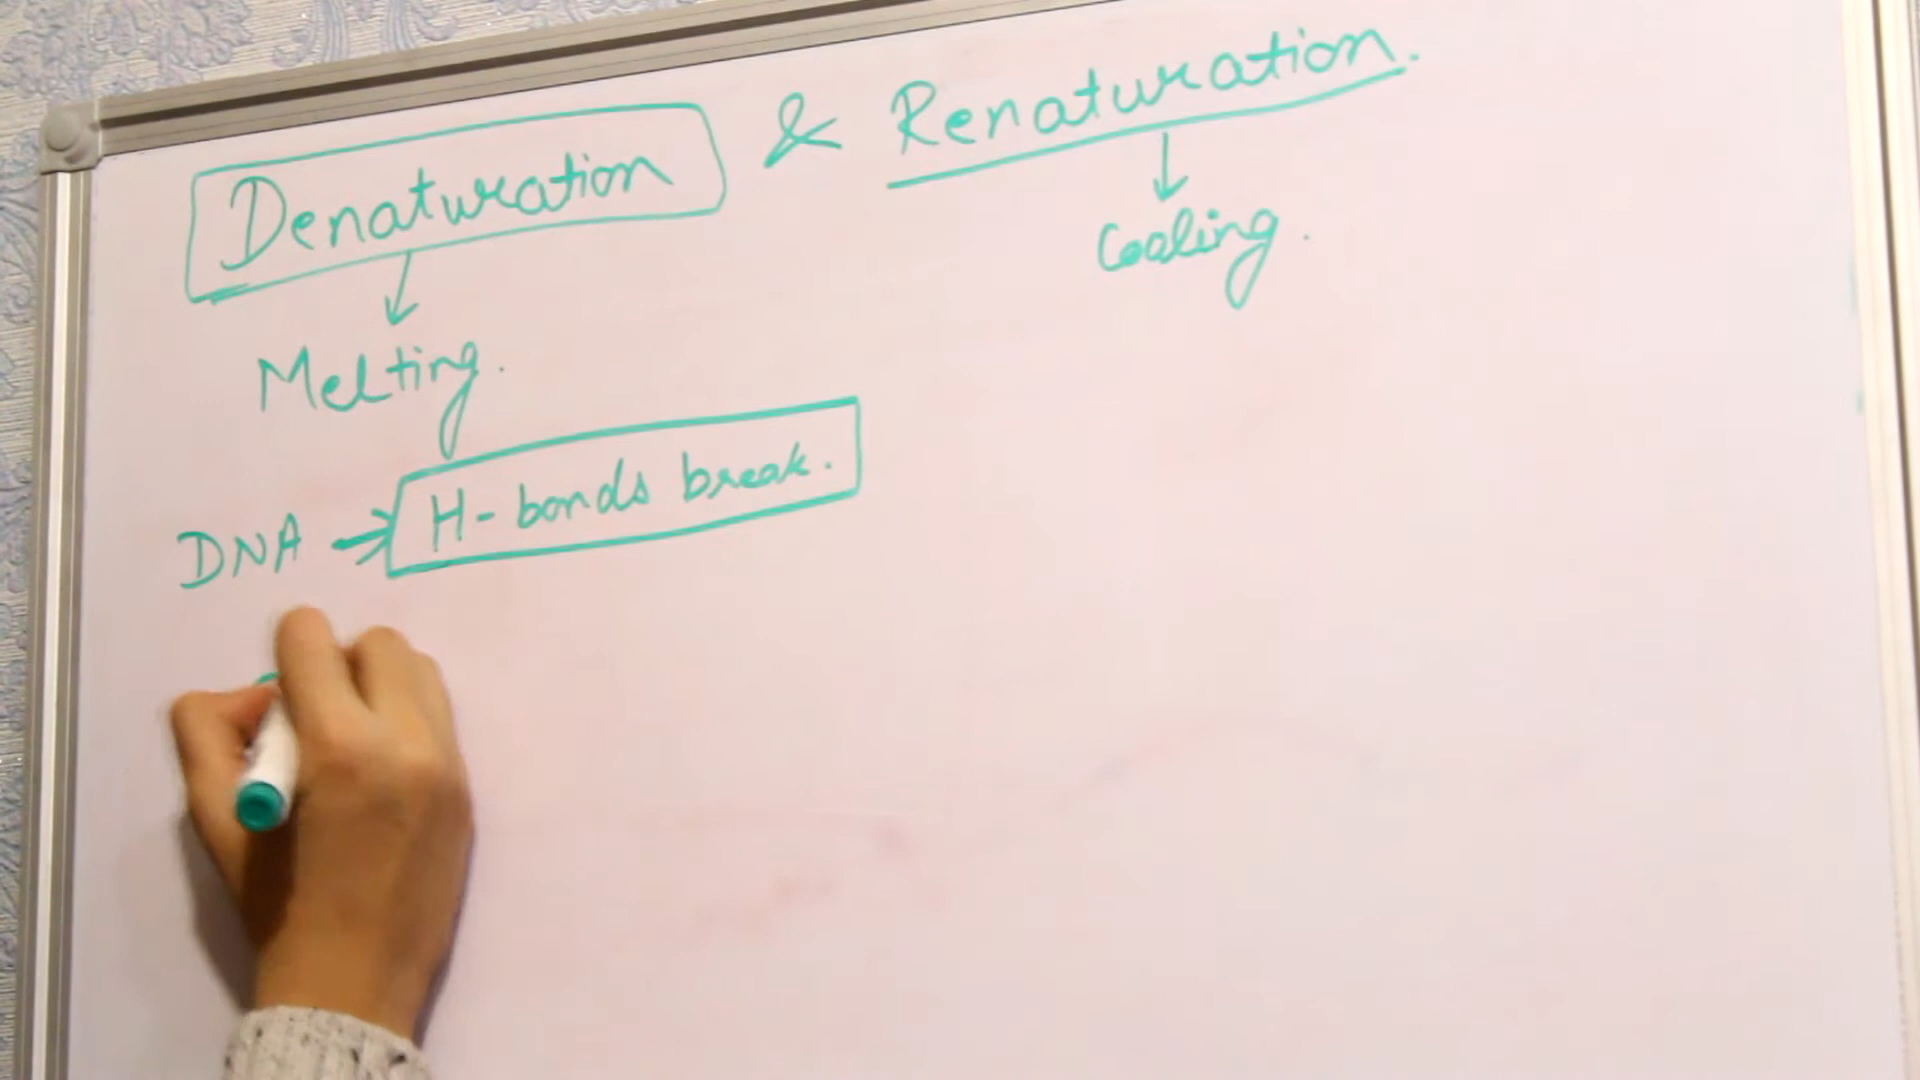 Denaturation & Renaturation.
Melting.
Cooling.
DNA → H-bonds break.